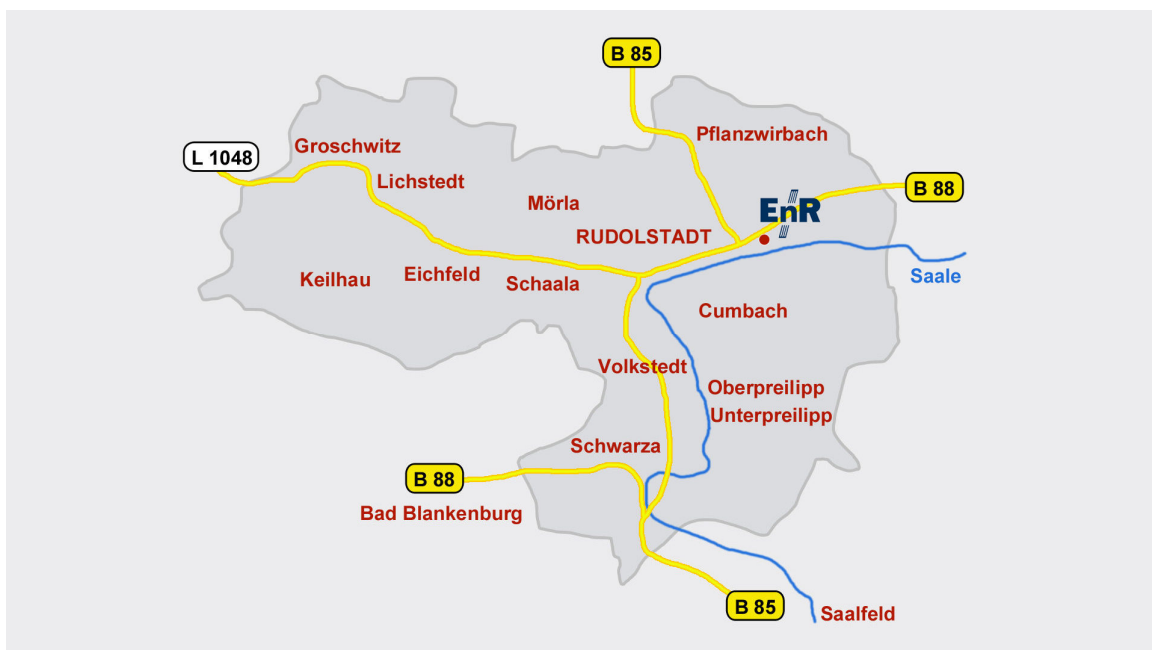 B 85
Pflanzwirbach
Groschwitz
L 1048
Lichstedt
B 88
Mörla
EnR
RUDOLSTADT
Keilhau
Eichfeld
Schaala
Saale
Cumbach
Volkstedt
Oberpreilipp
Unterpreilipp
Schwarza
B 88
Bad Blankenburg
B 85
Saalfeld